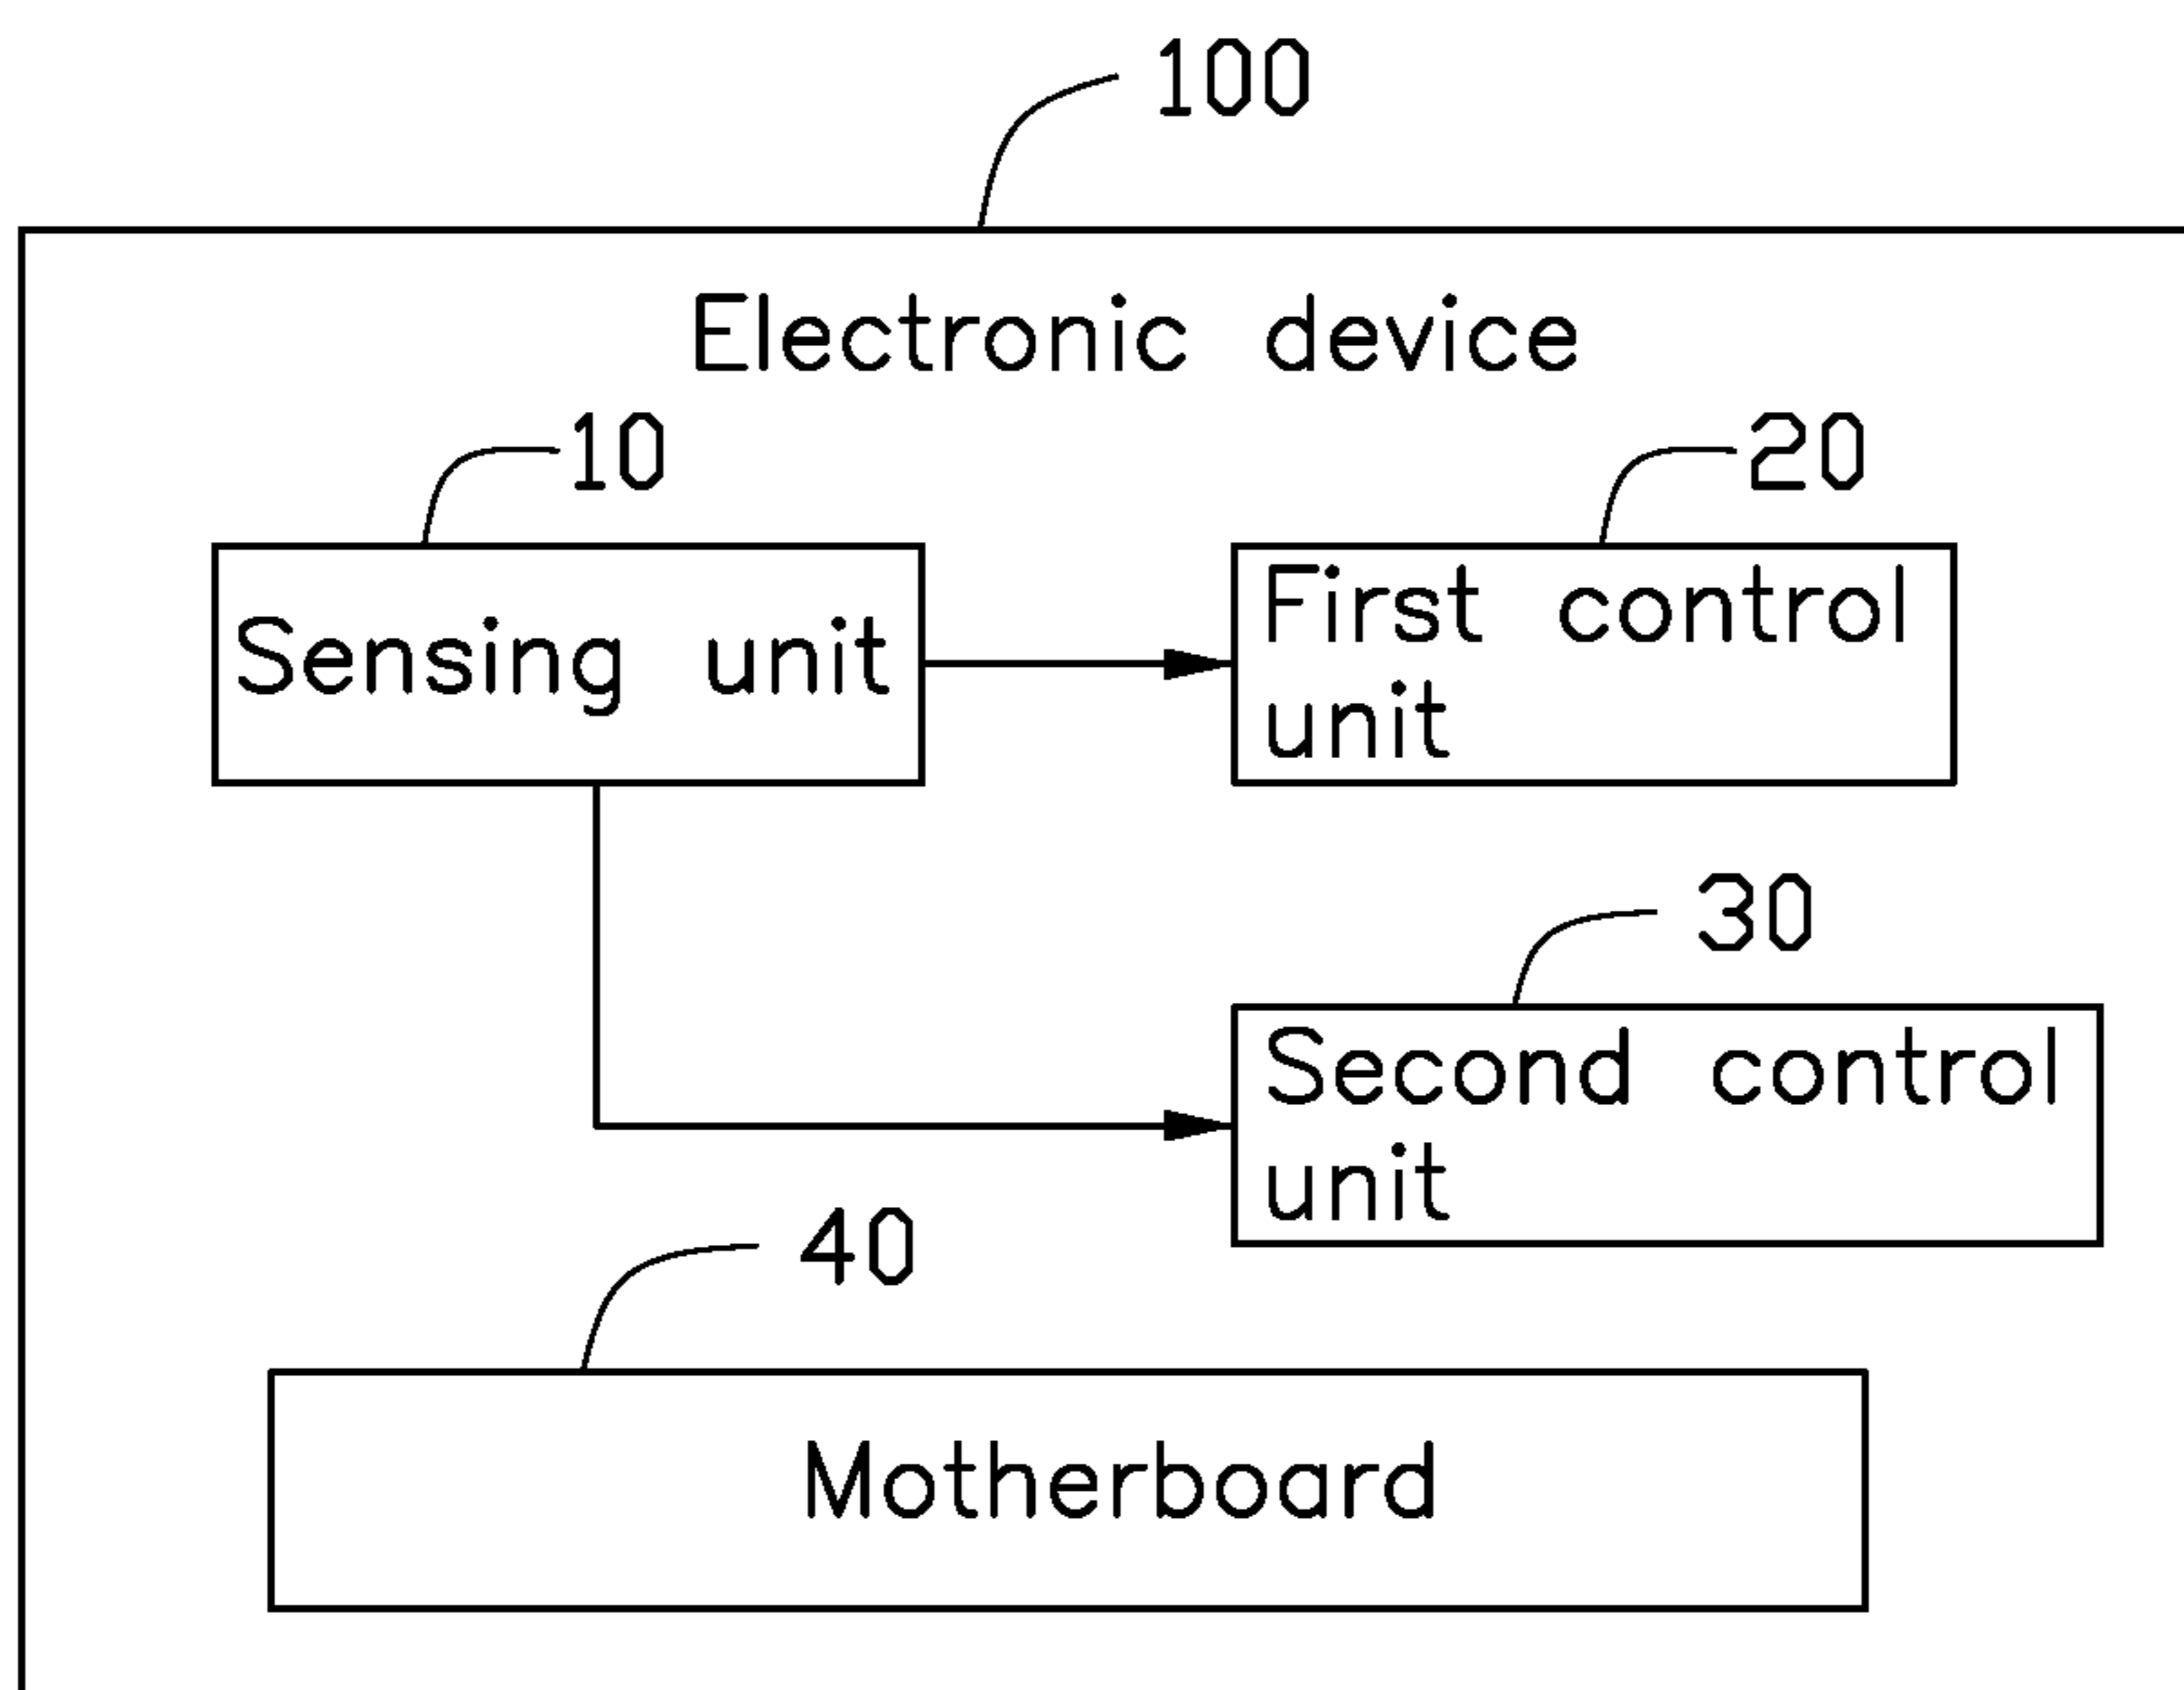 100
Electronic device
10
20
Sensing unit
First control
unit
30
Second control
unit
40
Motherboard